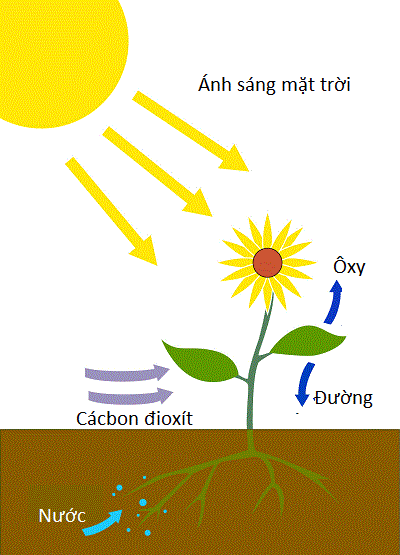 Ánh sáng mặt trời
Ôxy
Đường
Cácbon đioxít
Nước